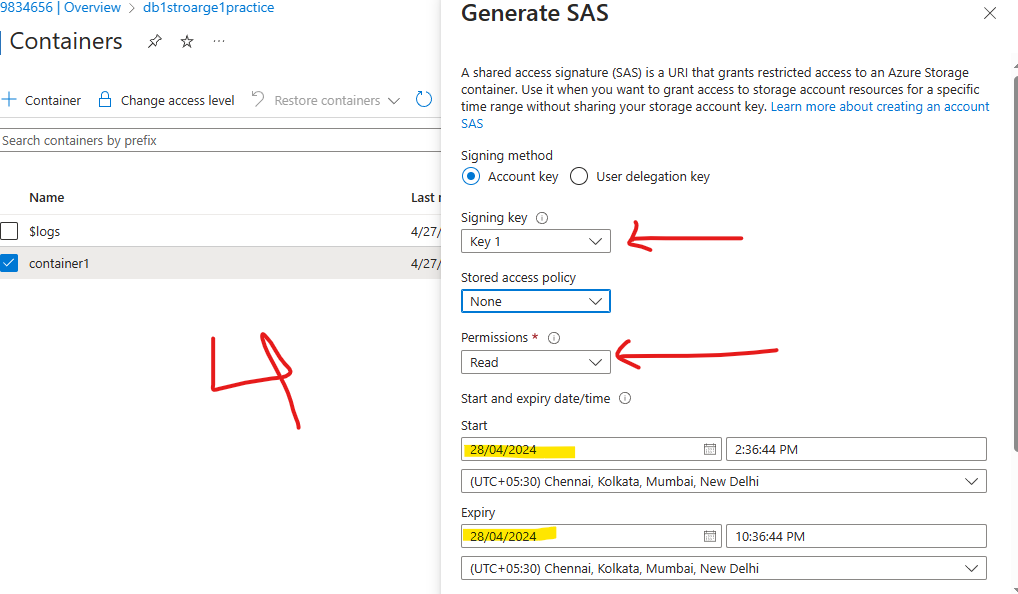 9834656 | Overview > db1stroarge1practice
Containers
...
+ Container
Change access level
Restore containers
Search containers by prefix
Name
Last
$logs
4/27/
container1
4/27/
4
Generate SAS
A shared access signature (SAS) is a URI that grants restricted access to an Azure Storage
container. Use it when you want to grant access to storage account resources for a specific
time range without sharing your storage account key. Learn more about creating an account
SAS
Signing method
Account key
User delegation key
Signing key
Key 1
Stored access policy
None
Permissions *
Read
Start and expiry date/time
Start
28/04/2024
2:36:44 PM
(UTC+05:30) Chennai, Kolkata, Mumbai, New Delhi
Expiry
28/04/2024
10:36:44 PM
(UTC+05:30) Chennai, Kolkata, Mumbai, New Delhi